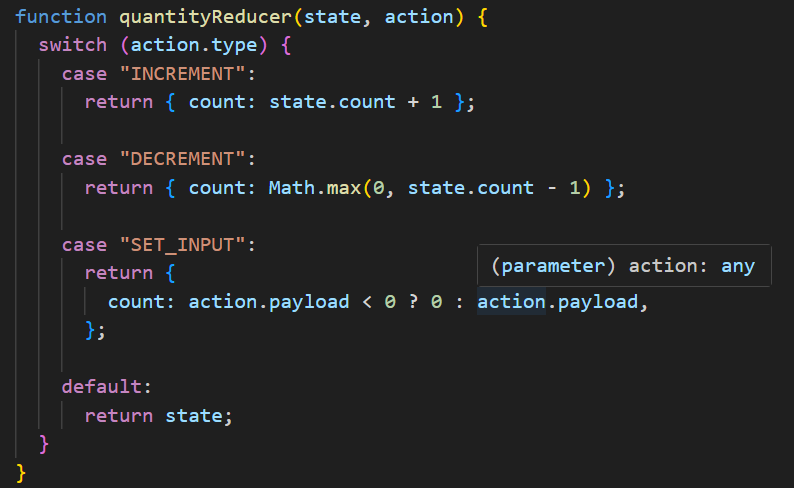 function quantityReducer(state, action) {
switch (action.type) {
case "INCREMENT":
return { count: state.count + 1 };
case "DECREMENT":
return { count: Math.max(0, state.count - 1) };
case "SET_INPUT":
return {
(parameter) action: any
count: action.payload < 0 ? 0 : action.payload,
};
default:
return state;
}
}